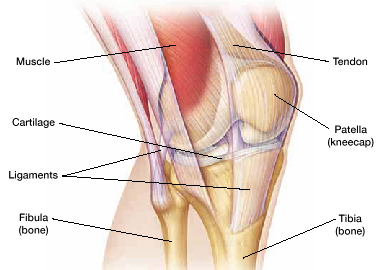 Muscle
Tendon
Cartilage
Patella
(kneecap)
Ligaments
Fibula
(bone)
Tibia
(bone)